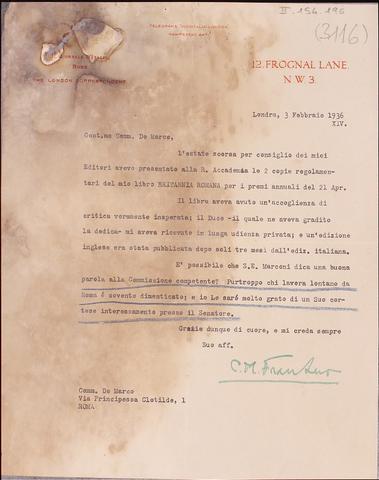 II. 154. 196
(3116)
TELEGRAMS
HAMPSTEAD
ROMA
THE LONDON CORRESPONDENT
12, FROGNAL LANE.
N.W.3.
Londra, 3 Febbraio 1936
XIV.
Gent.mo Comm. De Marco,
l'estate scorsa per consiglio dei miei
Editori avevo presentato alla R. Accademia le 2 copie regolamen-
tari del mio libro BRITANNIA ROMANA per i premi annuali del 21 Apr.
Il libro aveva avuto un'accoglienza di
critica veramente insperata; il Duce -il quale ne aveva gradito
la dedica- mi aveva ricevuto in lunga udienza privata; e un'edizione
inglese era stata pubblicata dopo soli tre mesi dall'ediz. italiana.
E' possibile che S.E. Marconi dica una buona
parola alla Commissione competente? Purtroppo chi lavora lontano da
Roma è sovente dimenticato; e io Le sarò molto grato di un Suo cor-
tese interessamento presso il Senatore.
Grazie dunque di cuore, e mi creda sempre
Suo aff.
Comm. De Marco
Via Principessa Clotilde, 1
ROMA